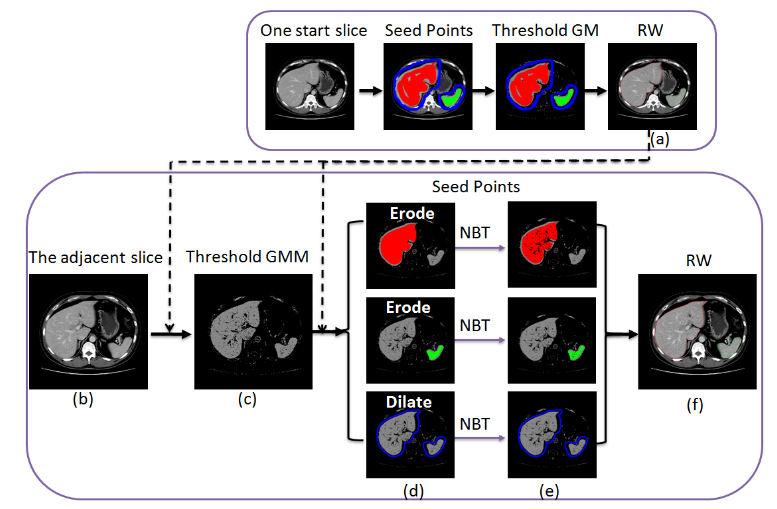 One start slice
Seed Points
Threshold GM
RW
(a)
Seed Points
The adjacent slice
Threshold GMM
Erode
NBT
RW
Erode
NBT
Dilate
NBT
(b)
(c)
(d)
(e)
(f)